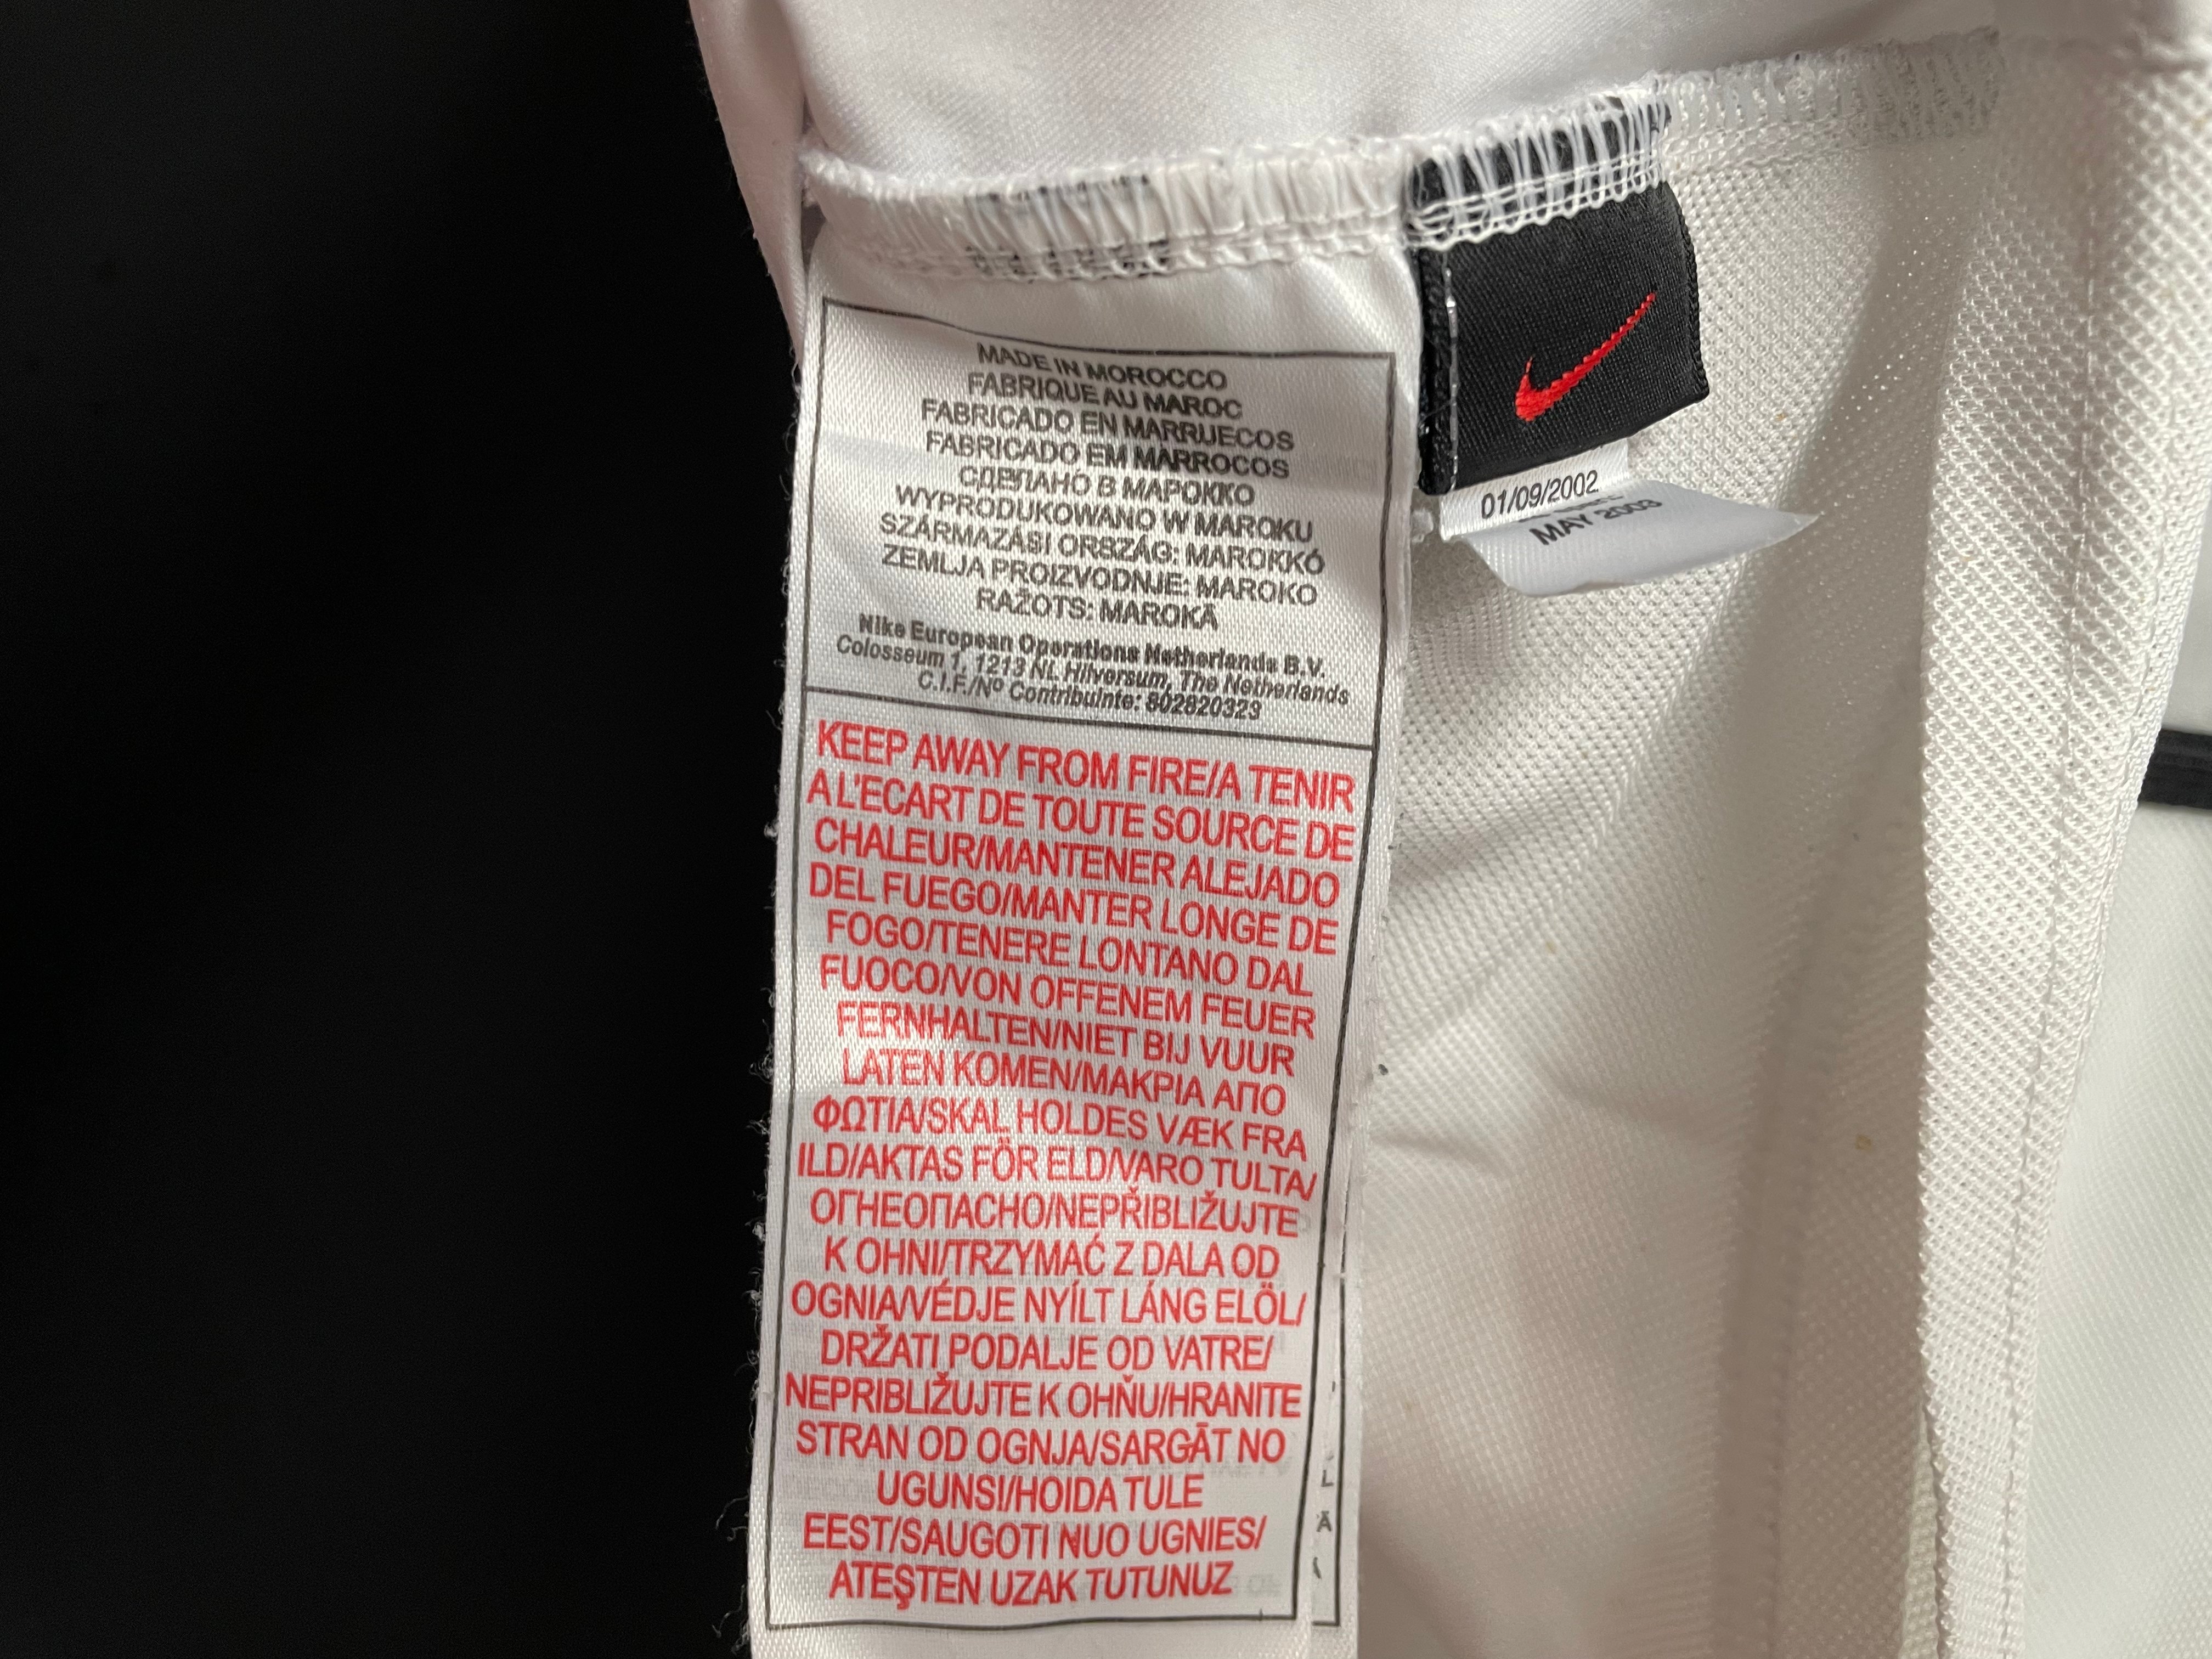 MADE IN MOROCCO
FABRIQUE AU MAROC
FABRICADO EN MARRUECOS
FABRICADO EM MARROCOS
СДЕЛАНО В МАРОККО
WYPRODUKOWANO W MAROKU
SZÁRMAZÁSI ORSZÁG: MAROKKÓ
ZEMLJA PROIZVODNJE: MAROKO
RAŽOTS: MAROKĀ
Nike European Operations Netherlands B.V.
Colosseum 1, 1213 NL Hilversum, The Netherlands
C.I.F./Nº Contribuinte: 802820323
KEEP AWAY FROM FIRE/A TENIR
A L'ECART DE TOUTE SOURCE DE
CHALEUR/MANTENER ALEJADO
DEL FUEGO/MANTER LONGE DE
FOGO/TENERE LONTANO DAL
FUOCO/VON OFFENEM FEUER
FERNHALTEN/NIET BIJ VUUR
LATEN KOMEN/ΜΑΚΡΙΑ ΑΠΟ
ΦΩΤΙΑ/SKAL HOLDES VÆK FRA
ILD/AKTAS FÖR ELD/VARO TULTA/
ОГНЕОПАСНО/NEPŘIBLIŽUJTE
K OHNI/TRZYMAĆ Z DALA OD
OGNIA/VÉDJE NYÍLT LÁNG ELÖL/
DRŽATI PODALJE OD VATRE/
NEPRIBLIŽUJTE K OHŇU/HRANITE
STRAN OD OGNJA/SARGĀT NO
UGUNSI/HOIDA TULE
EEST/SAUGOTI NUO UGNIES/
ATEŞTEN UZAK TUTUNUZ
01/09/2002
MAY 2003